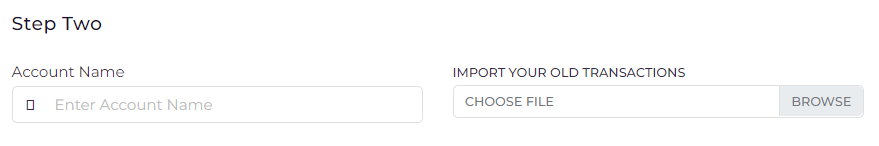 Step Two
Account Name
Enter Account Name
IMPORT YOUR OLD TRANSACTIONS
CHOOSE FILE
BROWSE